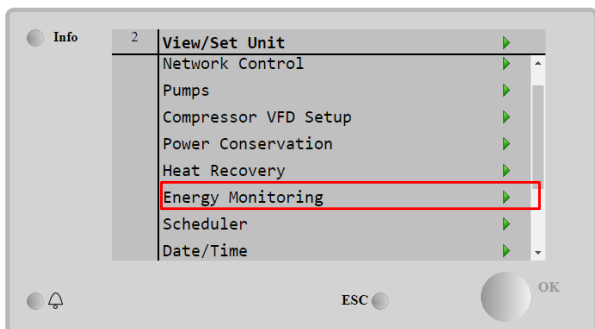 Info
2 View/Set Unit
Network Control
Pumps
Compressor VFD Setup
Power Conservation
Heat Recovery
Energy Monitoring
Scheduler
Date/Time
ESC
OK